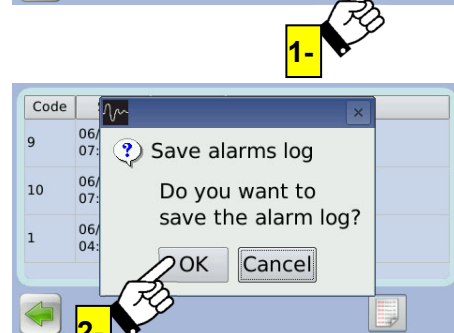 1-
Code
9 06/
07:
Save alarms log
10 06/
07:
Do you want to
save the alarm log?
1 06/
04:
OK Cancel
2-